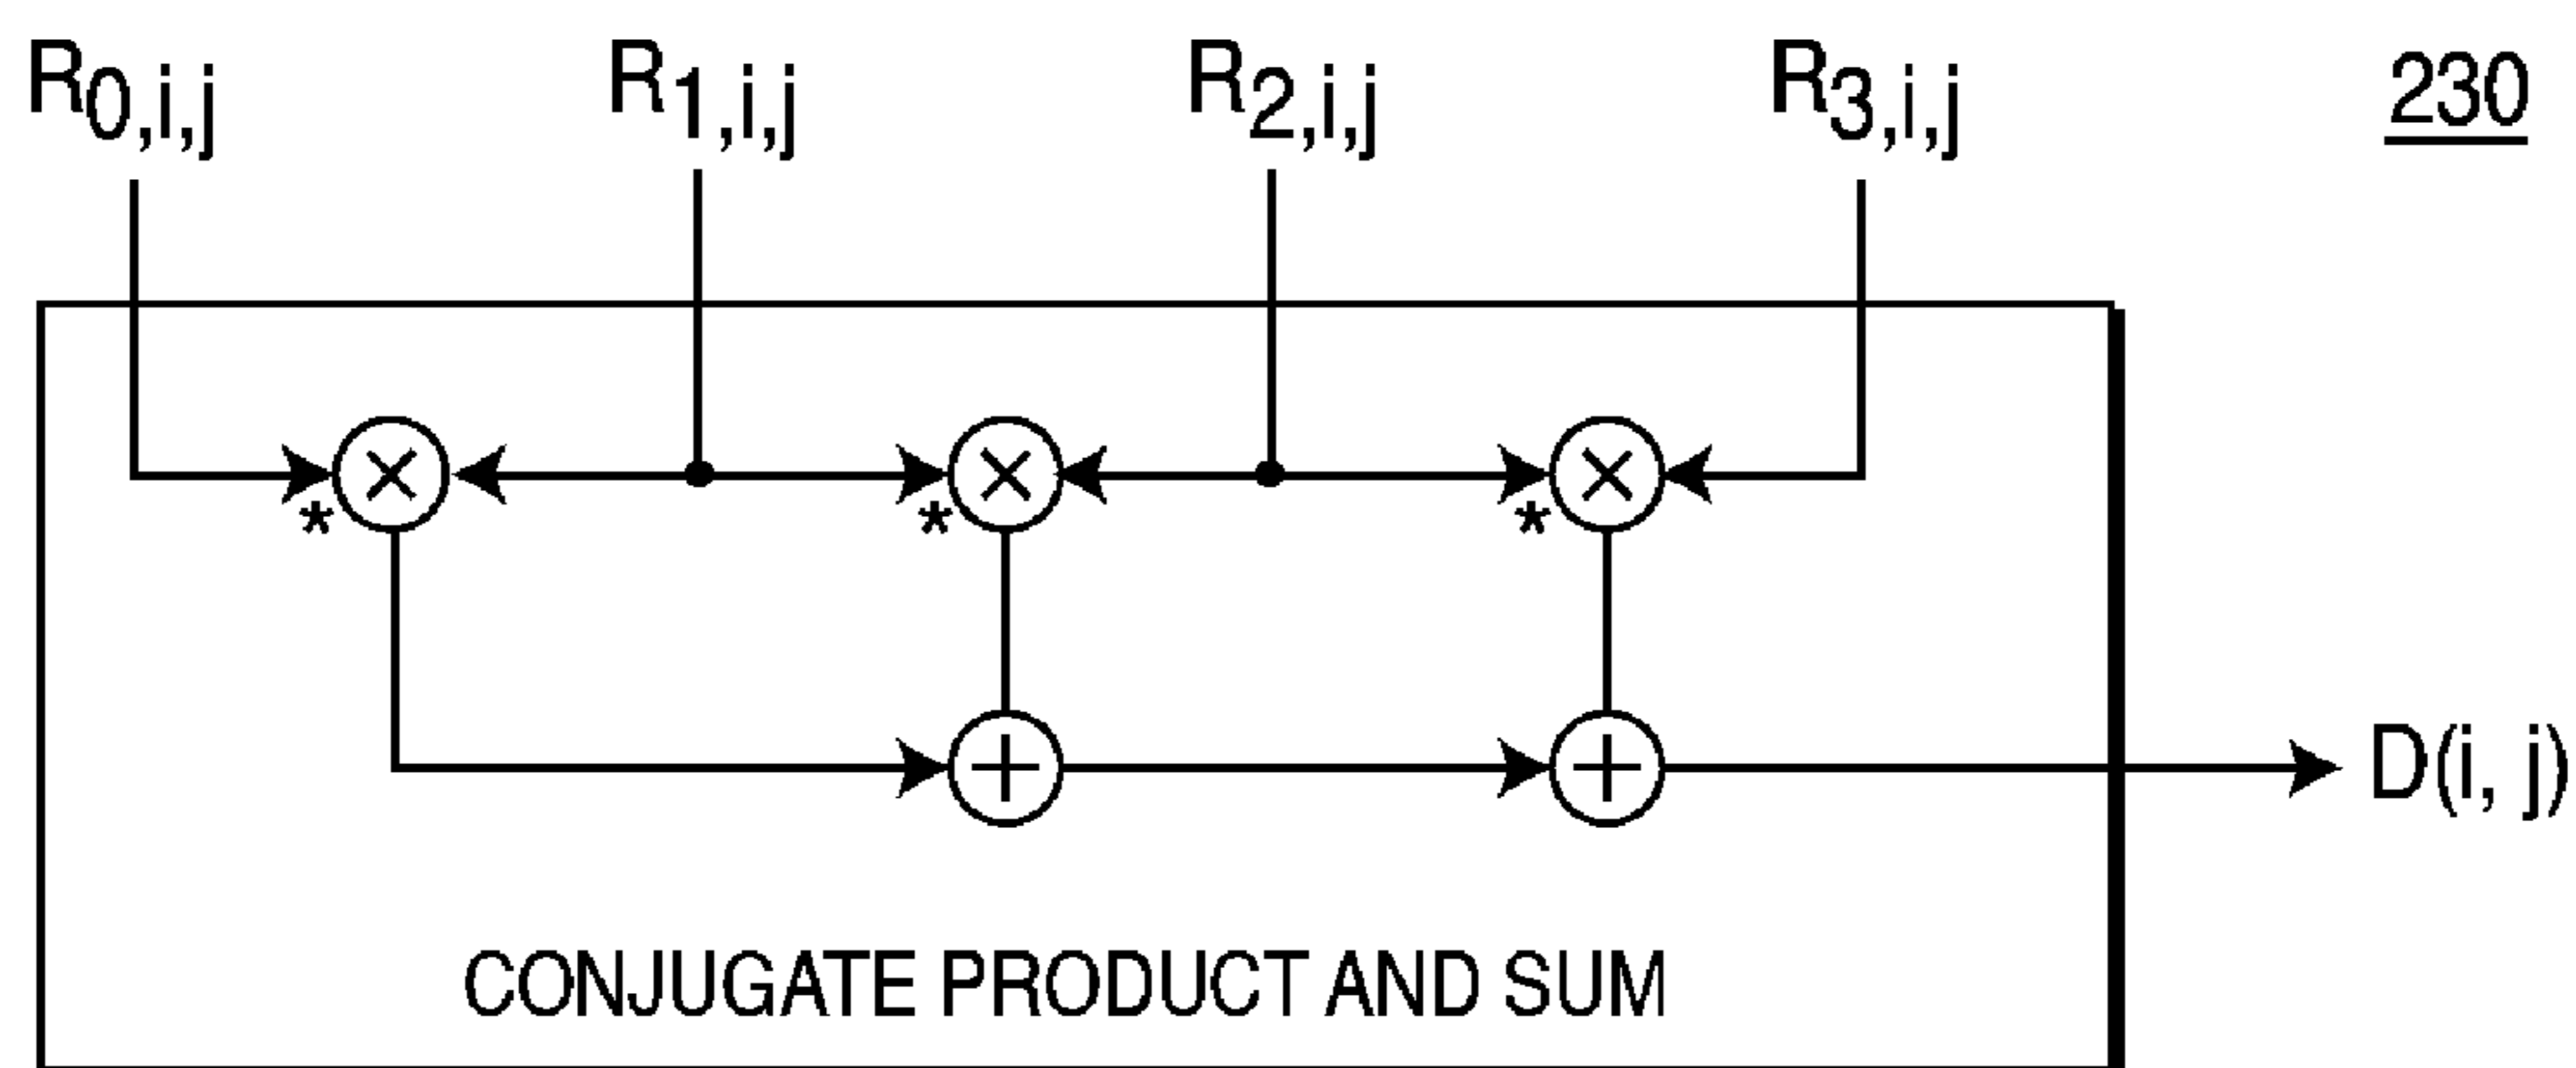 R0,i,j R1,i,j R2,i,j R3,i,j 230
* * *
D(i, j)
CONJUGATE PRODUCT AND SUM